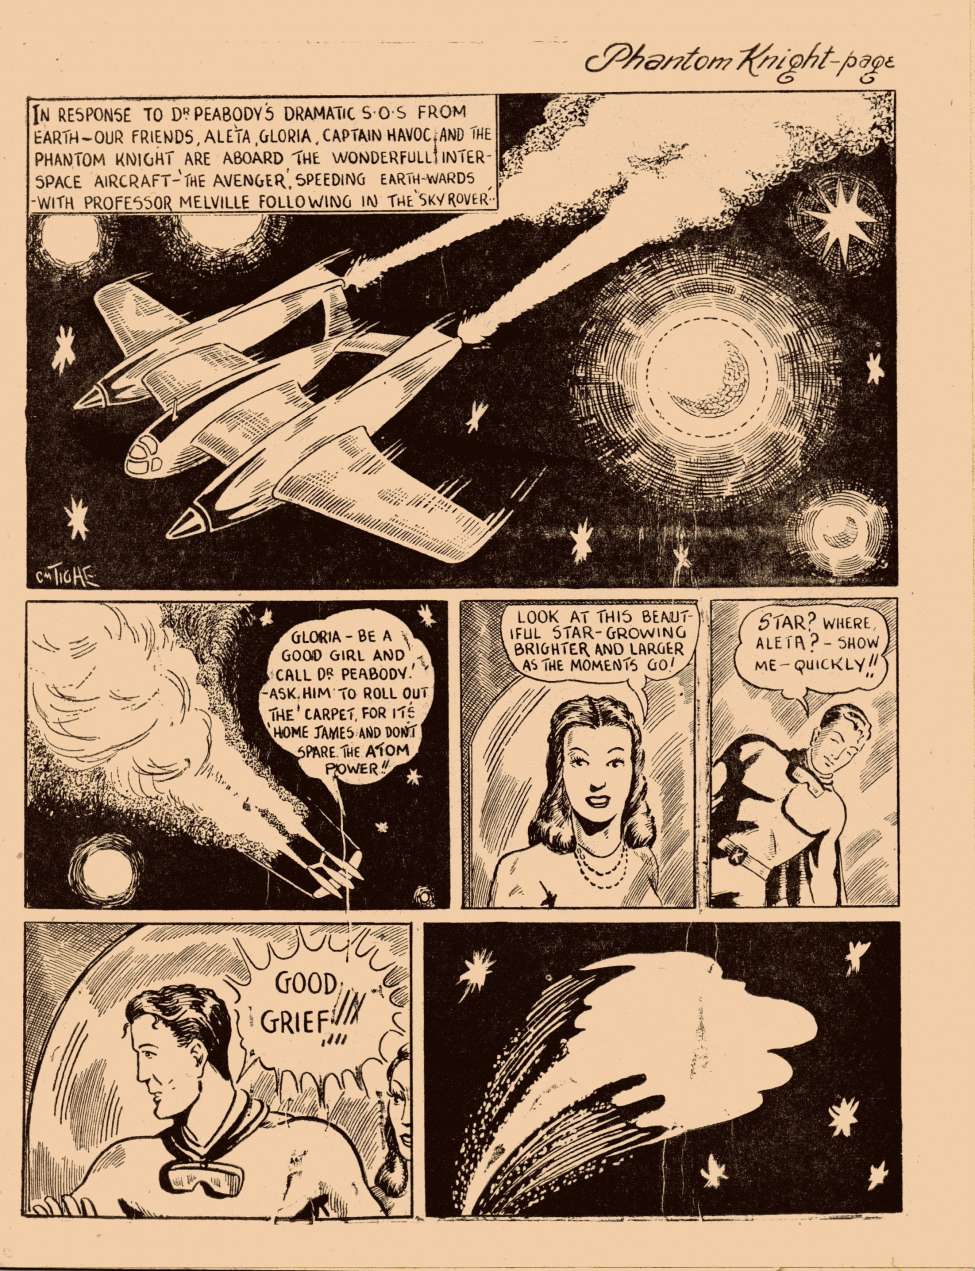 Phantom Knight-page
IN RESPONSE TO DR PEABODY'S DRAMATIC S·O·S FROM
EARTH-OUR FRIENDS, ALETA, GLORIA, CAPTAIN HAVOC, AND THE
PHANTOM KNIGHT ARE ABOARD THE WONDERFULL INTER-
SPACE AIRCRAFT-'THE AVENGER', SPEEDING EARTH-WARDS
-WITH PROFESSOR MELVILLE FOLLOWING IN THE 'SKY ROVER'..
CMTIGHE
GLORIA - BE A
GOOD GIRL AND
CALL DR PEABODY!
-ASK HIM TO ROLL OUT
THE 'CARPET, FOR ITS
'HOME JAMES AND DON'T
SPARE THE ATOM
POWER!!
LOOK AT THIS BEAUT-
IFUL STAR-GROWING
BRIGHTER AND LARGER
AS THE MOMENTS GO!
STAR? WHERE,
ALETA? - SHOW
ME-QUICKLY!!
GOOD
GRIEF!!!!